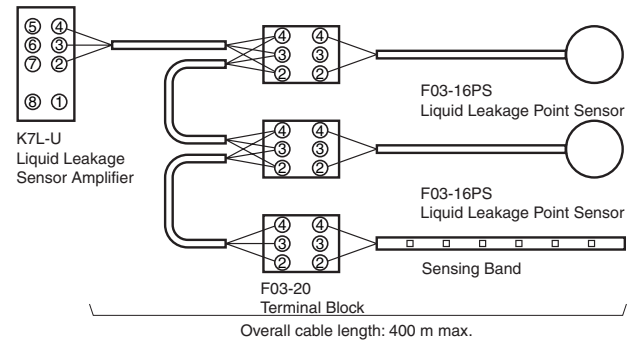 ⑤ ④
⑥ ③
⑦ ②
⑧ ①
K7L-U
Liquid Leakage
Sensor Amplifier
④ ④
③ ③
② ②
F03-16PS
Liquid Leakage Point Sensor
④ ④
③ ③
② ②
F03-16PS
Liquid Leakage Point Sensor
④ ④
③ ③
② ②
Sensing Band
F03-20
Terminal Block
Overall cable length: 400 m max.